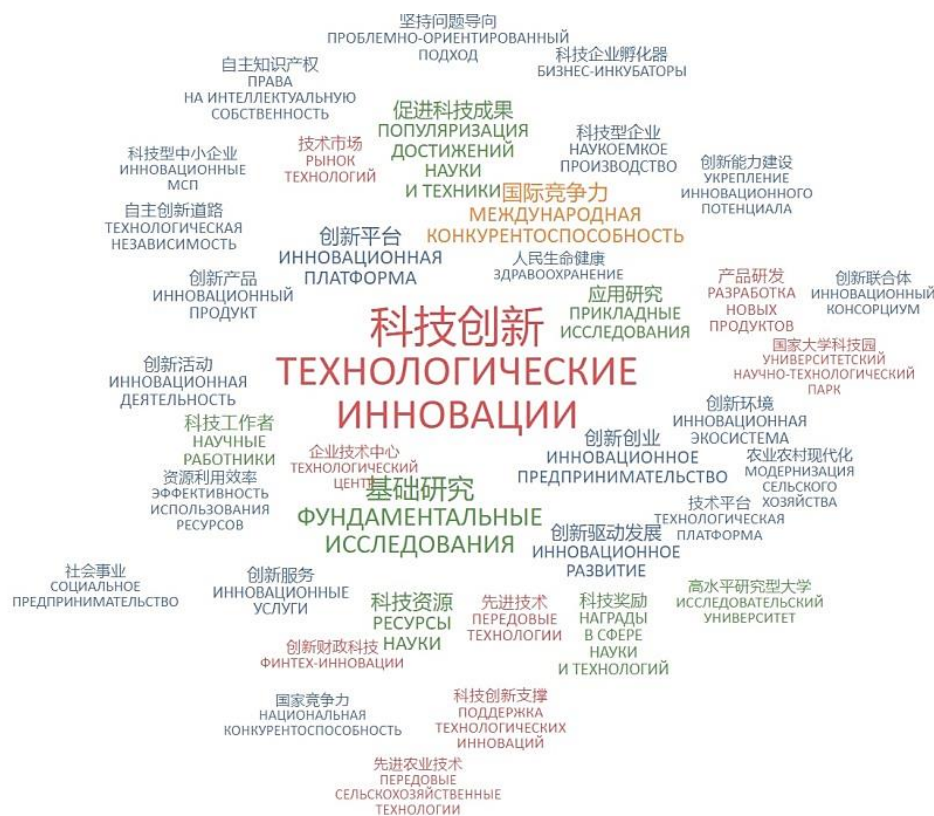 坚持问题导向
ПРОБЛЕМНО-ОРИЕНТИРОВАННЫЙ
ПОДХОД
科技企业孵化器
БИЗНЕС-ИНКУБАТОРЫ
自主知识产权
ПРАВА
НА ИНТЕЛЛЕКТУАЛЬНУЮ
СОБСТВЕННОСТЬ
促进科技成果
ПОПУЛЯРИЗАЦИЯ
ДОСТИЖЕНИЙ
НАУКИ
И ТЕХНИКИ
科技型企业
НАУКОЕМКОЕ
ПРОИЗВОДСТВО
技术市场
РЫНОК
ТЕХНОЛОГИЙ
科技型中小企业
ИННОВАЦИОННЫЕ
МСП
创新能力建设
УКРЕПЛЕНИЕ
ИННОВАЦИОННОГО
ПОТЕНЦИАЛА
国际竞争力
МЕЖДУНАРОДНАЯ
КОНКУРЕНТОСПОСОБНОСТЬ
自主创新道路
ТЕХНОЛОГИЧЕСКАЯ
НЕЗАВИСИМОСТЬ
创新平台
ИННОВАЦИОННАЯ
ПЛАТФОРМА
人民生命健康
ЗДРАВООХРАНЕНИЕ
创新产品
ИННОВАЦИОННЫЙ
ПРОДУКТ
应用研究
ПРИКЛАДНЫЕ
ИССЛЕДОВАНИЯ
产品研发
РАЗРАБОТКА
НОВЫХ
ПРОДУКТОВ
创新联合体
ИННОВАЦИОННЫЙ
КОНСОРЦИУМ
科技创新
ТЕХНОЛОГИЧЕСКИЕ
ИННОВАЦИИ
国家大学科技园
УНИВЕРСИТЕТСКИЙ
НАУЧНО-ТЕХНОЛОГИЧЕСКИЙ
ПАРК
创新活动
ИННОВАЦИОННАЯ
ДЕЯТЕЛЬНОСТЬ
创新环境
ИННОВАЦИОННАЯ
ЭКОСИСТЕМА
科技工作者
НАУЧНЫЕ
РАБОТНИКИ
企业技术中心
ТЕХНОЛОГИЧЕСКИЙ
ЦЕНТР
创新创业
ИННОВАЦИОННОЕ
ПРЕДПРИНИМАТЕЛЬСТВО
农业农村现代化
МОДЕРНИЗАЦИЯ
СЕЛЬСКОГО
ХОЗЯЙСТВА
资源利用效率
ЭФФЕКТИВНОСТЬ
ИСПОЛЬЗОВАНИЯ
РЕСУРСОВ
基础研究
ФУНДАМЕНТАЛЬНЫЕ
ИССЛЕДОВАНИЯ
技术平台
ТЕХНОЛОГИЧЕСКАЯ
ПЛАТФОРМА
创新驱动发展
ИННОВАЦИОННОЕ
РАЗВИТИЕ
社会事业
СОЦИАЛЬНОЕ
ПРЕДПРИНИМАТЕЛЬСТВО
创新服务
ИННОВАЦИОННЫЕ
УСЛУГИ
科技资源
РЕСУРСЫ
НАУКИ
先进技术
ПЕРЕДОВЫЕ
ТЕХНОЛОГИИ
科技奖励
НАГРАДЫ
В СФЕРЕ
НАУКИ
И ТЕХНОЛОГИЙ
高水平研究型大学
ИССЛЕДОВАТЕЛЬСКИЙ
УНИВЕРСИТЕТ
创新财政科技
ФИНТЕХ-ИННОВАЦИИ
国家竞争力
НАЦИОНАЛЬНАЯ
КОНКУРЕНТОСПОСОБНОСТЬ
科技创新支撑
ПОДДЕРЖКА
ТЕХНОЛОГИЧЕСКИХ
ИННОВАЦИЙ
先进农业技术
ПЕРЕДОВЫЕ
СЕЛЬСКОХОЗЯЙСТВЕННЫЕ
ТЕХНОЛОГИИ